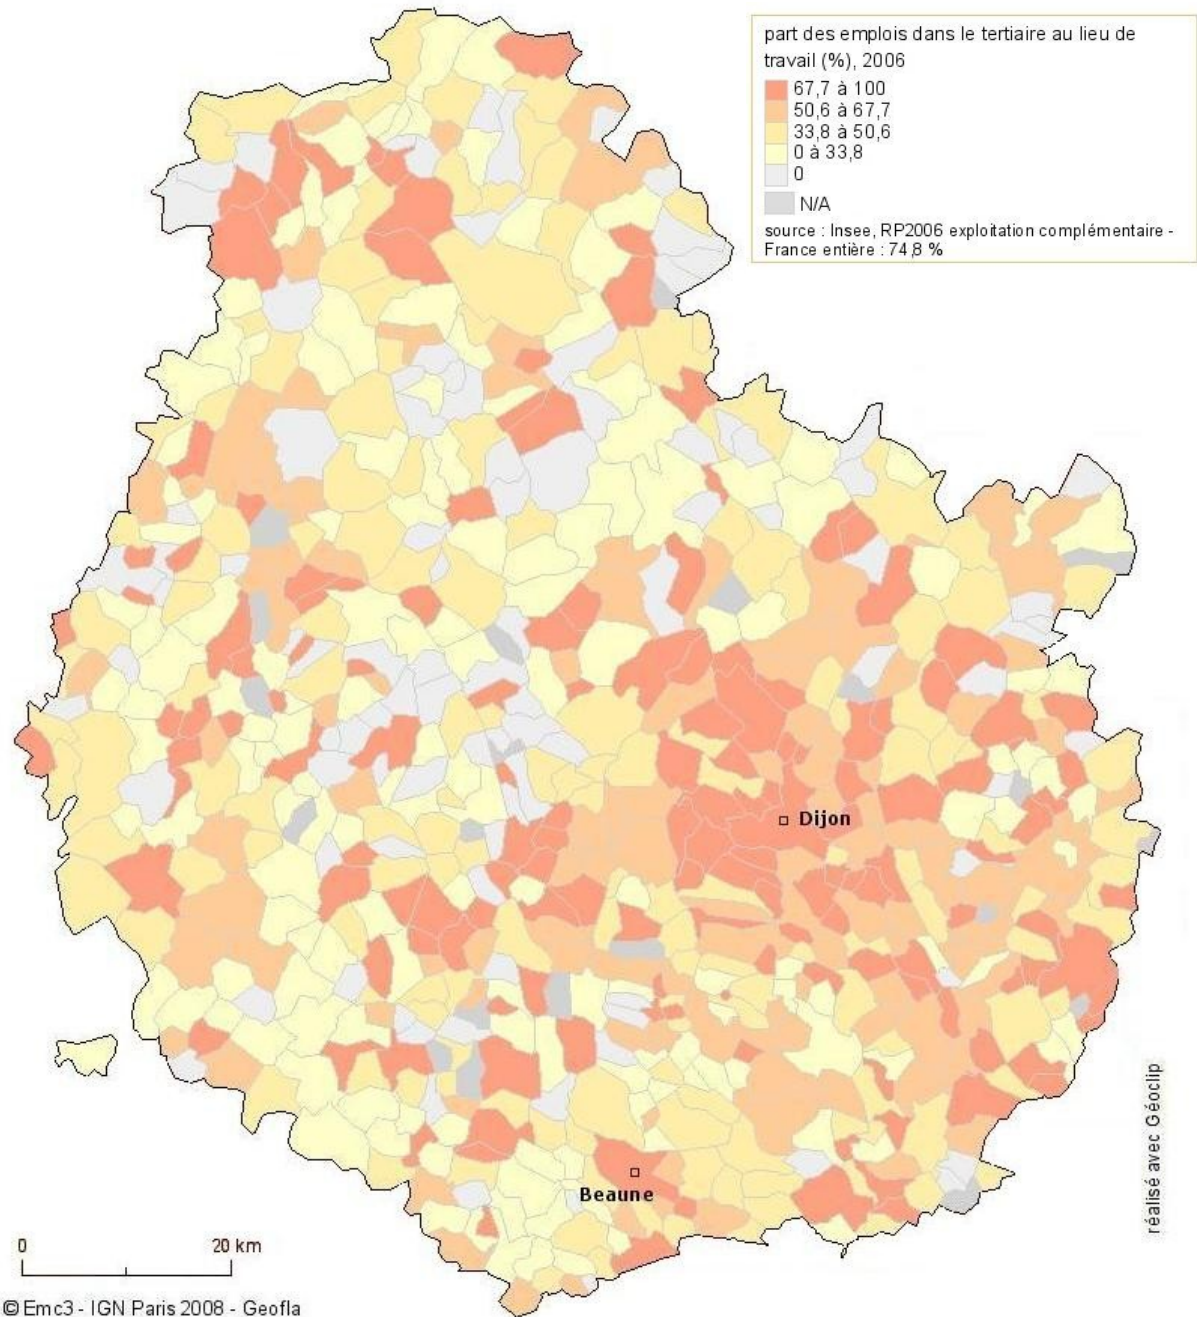 part des emplois dans le tertiaire au lieu de
travail (%), 2006
67,7 à 100
50,6 à 67,7
33,8 à 50,6
0 à 33,8
0
N/A
source : Insee, RP2006 exploitation complémentaire -
France entière : 74,8 %
Dijon
Beaune
réalisé avec Géoclip
0 20 km
© Emc3 - IGN Paris 2008 - Geofla